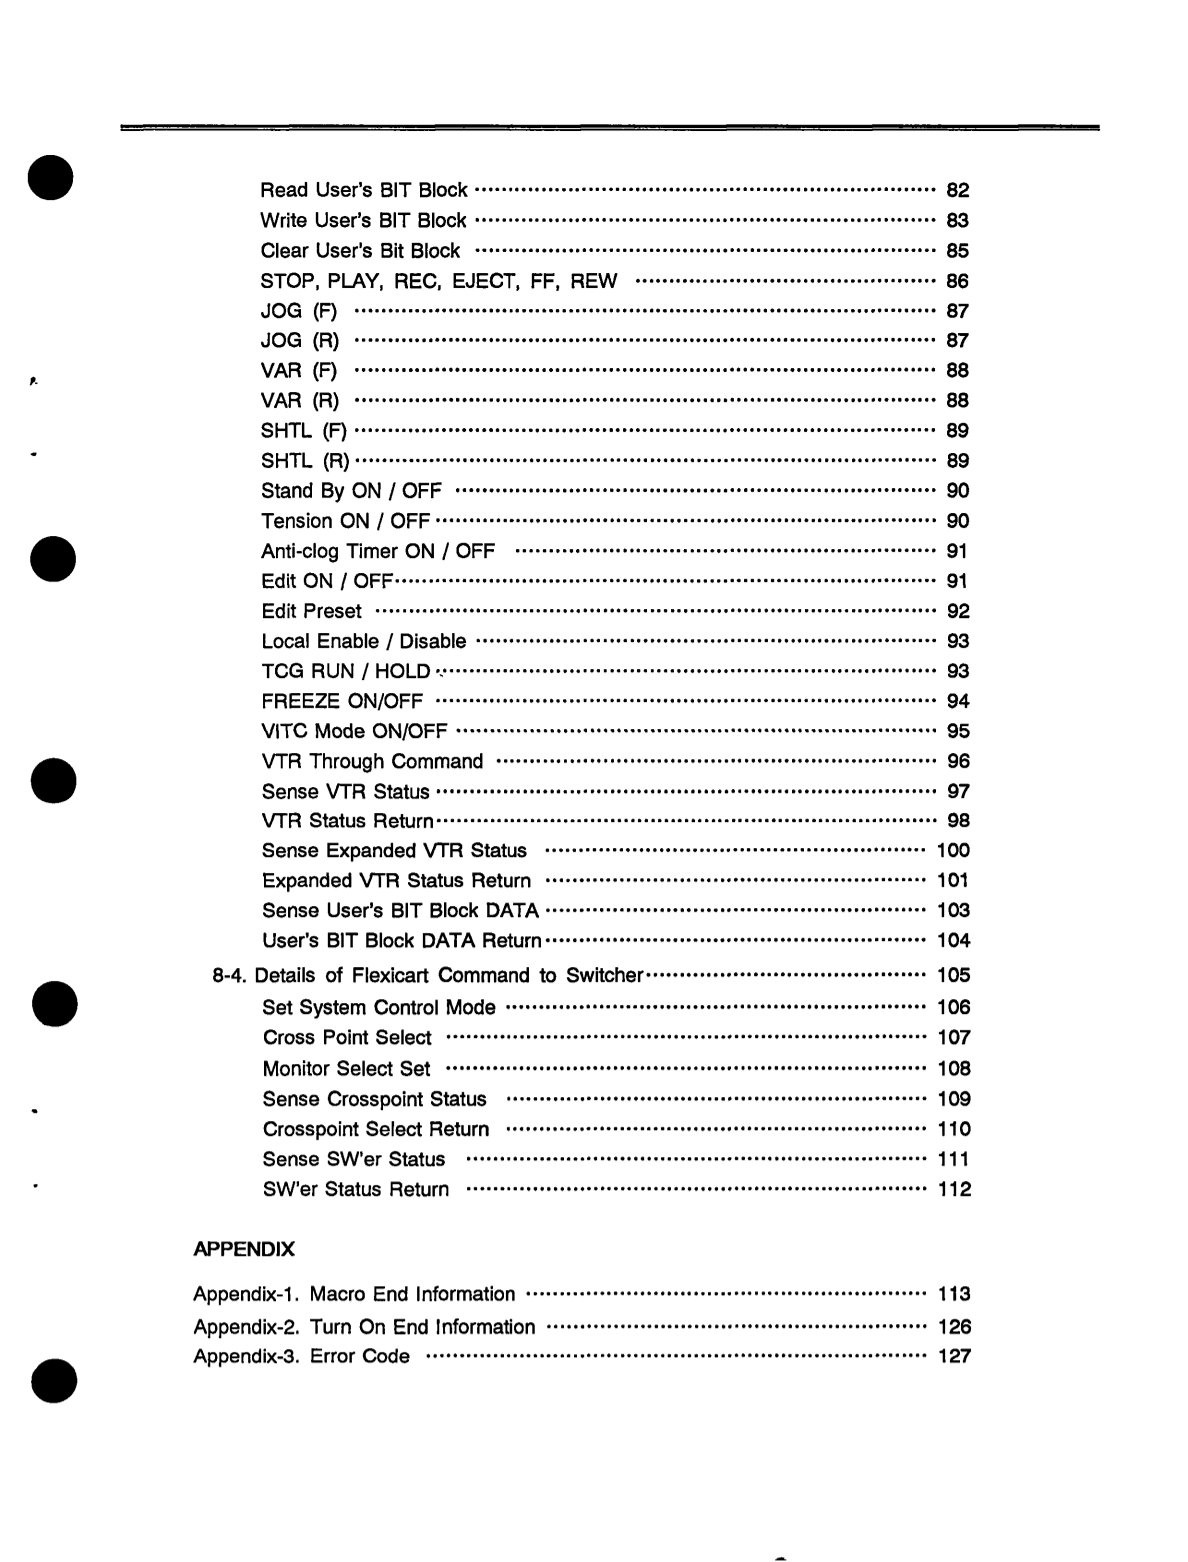 Read User's BIT Block ···························· 82
Write User's BIT Block ···························· 83
Clear User's Bit Block ···························· 85
STOP, PLAY, REC, EJECT, FF, REW ···························· 86
JOG (F) ···························· 87
JOG (R) ···························· 87
VAR (F) ···························· 88
VAR (R) ···························· 88
SHTL (F) ···························· 89
SHTL (R) ···························· 89
Stand By ON / OFF ···························· 90
Tension ON / OFF ···························· 90
Anti-clog Timer ON / OFF ···························· 91
Edit ON / OFF ···························· 91
Edit Preset ···························· 92
Local Enable / Disable ···························· 93
TCG RUN / HOLD ···························· 93
FREEZE ON/OFF ···························· 94
VITC Mode ON/OFF ···························· 95
VTR Through Command ···························· 96
Sense VTR Status ···························· 97
VTR Status Return ···························· 98
Sense Expanded VTR Status ···························· 100
Expanded VTR Status Return ···························· 101
Sense User's BIT Block DATA ···························· 103
User's BIT Block DATA Return ···························· 104
8-4. Details of Flexicart Command to Switcher ···························· 105
Set System Control Mode ···························· 106
Cross Point Select ···························· 107
Monitor Select Set ···························· 108
Sense Crosspoint Status ···························· 109
Crosspoint Select Return ···························· 110
Sense SW'er Status ···························· 111
SW'er Status Return ···························· 112
APPENDIX
Appendix-1. Macro End Information ···························· 113
Appendix-2. Turn On End Information ···························· 126
Appendix-3. Error Code ···························· 127